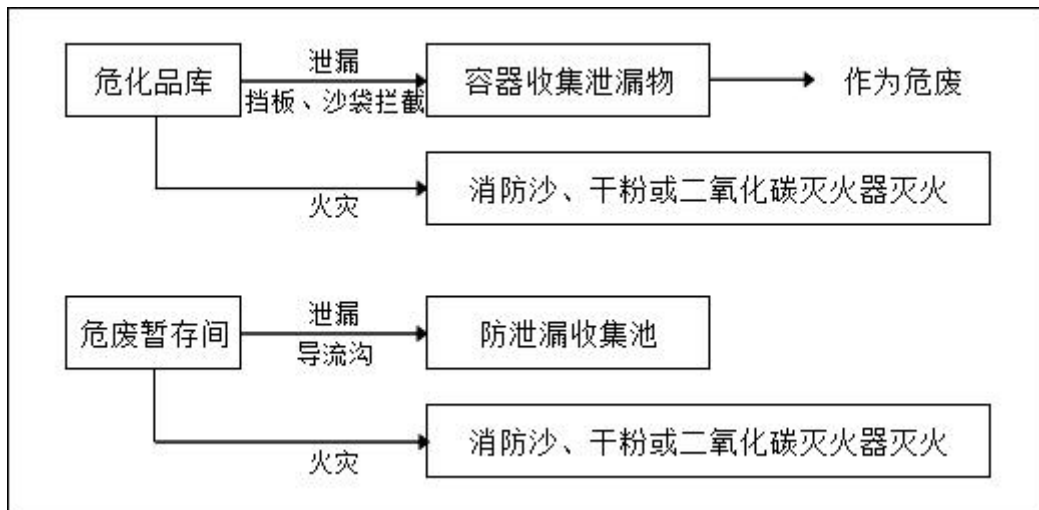 泄漏
危化品库
容器收集泄漏物
作为危废
挡板、沙袋拦截
消防沙、干粉或二氧化碳灭火器灭火
火灾
泄漏
危废暂存间
防泄漏收集池
导流沟
消防沙、干粉或二氧化碳灭火器灭火
火灾